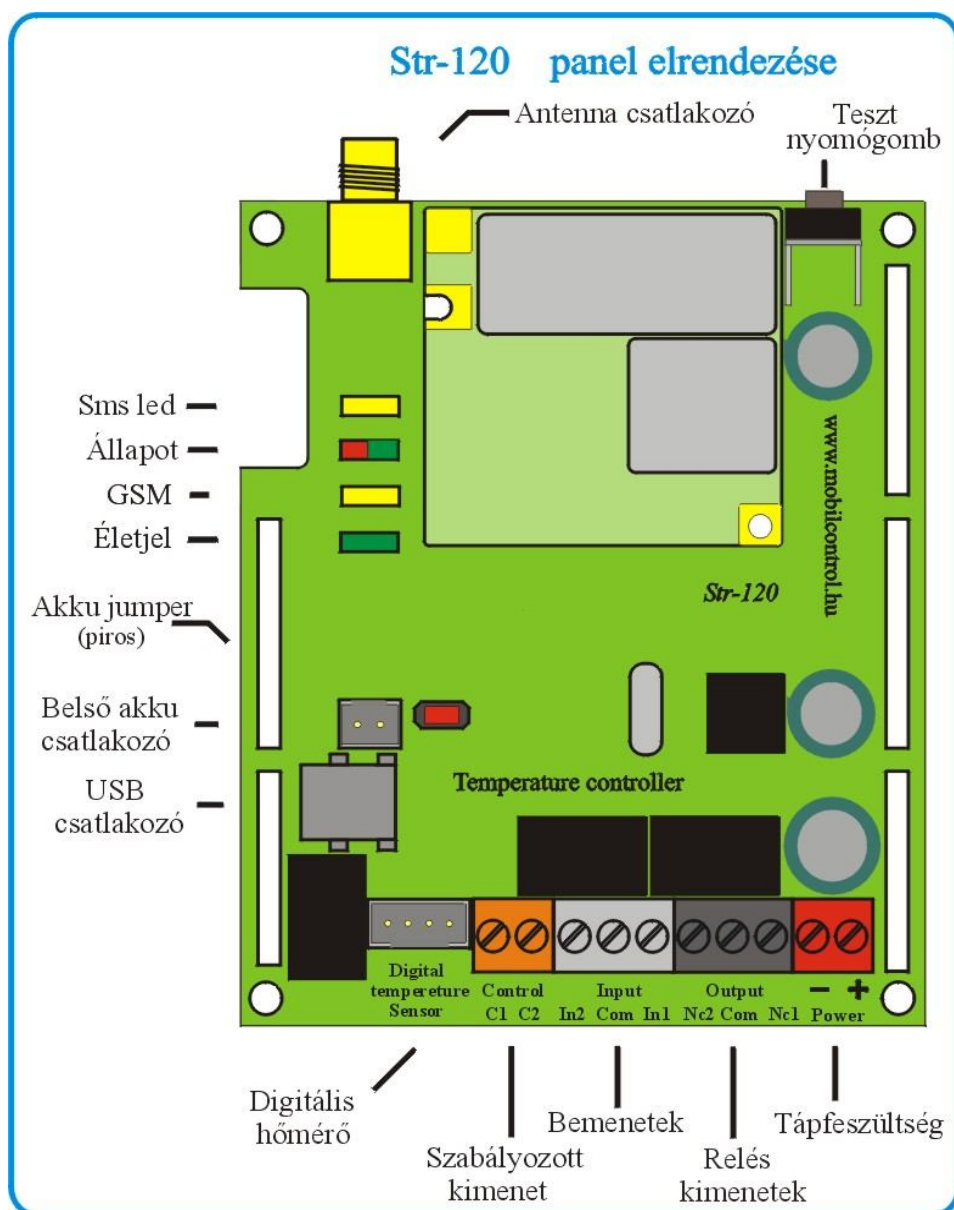 Str-120 panel elrendezése
Antenna csatlakozó
Teszt
nyomógomb
Sms led
Állapot
GSM
Életjel
Akku jumper
(piros)
Belső akku
csatlakozó
USB
csatlakozó
www.mobilcontrol.hu
Str-120
Temperature controller
Digital
tempereture
Sensor
Control
C1 C2
Input
In2 Com In1
Output
Nc2 Com Nc1
− +
Power
Digitális
hőmérő
Szabályozott
kimenet
Bemenetek
Relés
kimenetek
Tápfeszültség